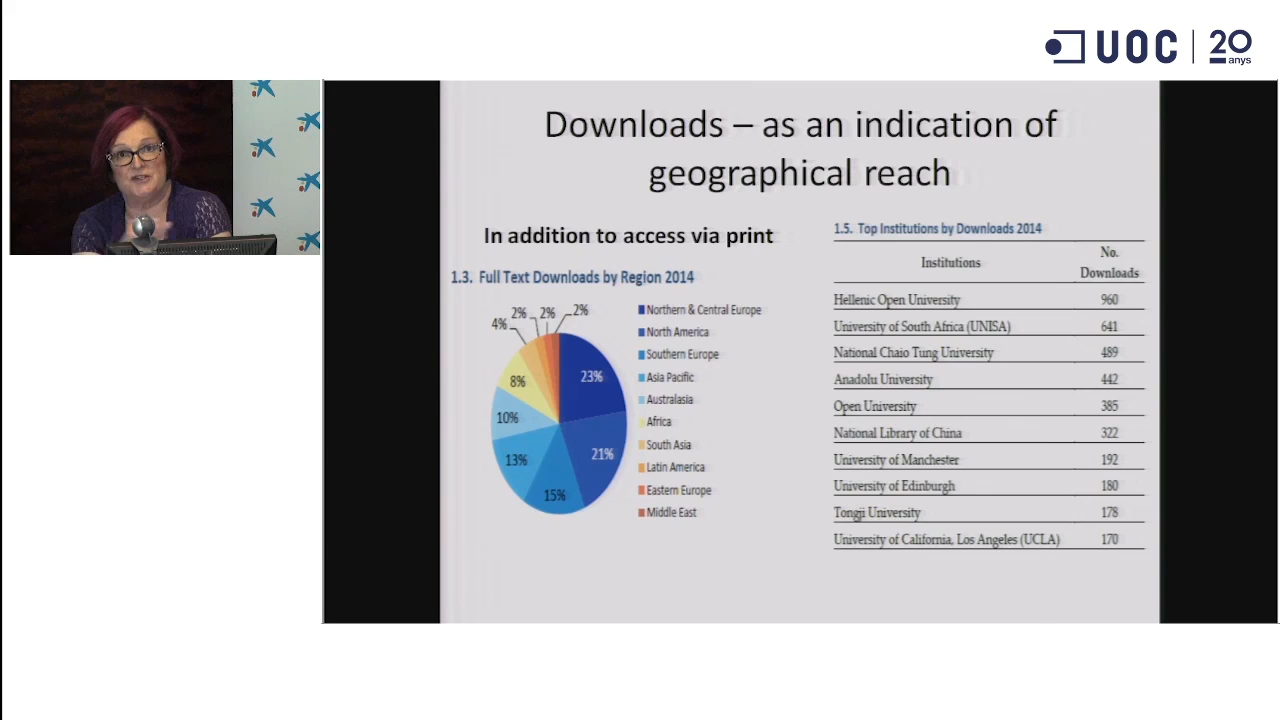 UOC
20
anys
Downloads – as an indication of
geographical reach
In addition to access via print
1.3. Full Text Downloads by Region 2014
2%
2%
2%
4%
8%
23%
10%
21%
13%
15%
Northern & Central Europe
North America
Southern Europe
Asia Pacific
Australasia
Africa
South Asia
Latin America
Eastern Europe
Middle East
1.5. Top Institutions by Downloads 2014
Institutions No. Downloads
Hellenic Open University 960
University of South Africa (UNISA) 641
National Chaio Tung University 489
Anadolu University 442
Open University 385
National Library of China 322
University of Manchester 192
University of Edinburgh 180
Tongji University 178
University of California, Los Angeles (UCLA) 170